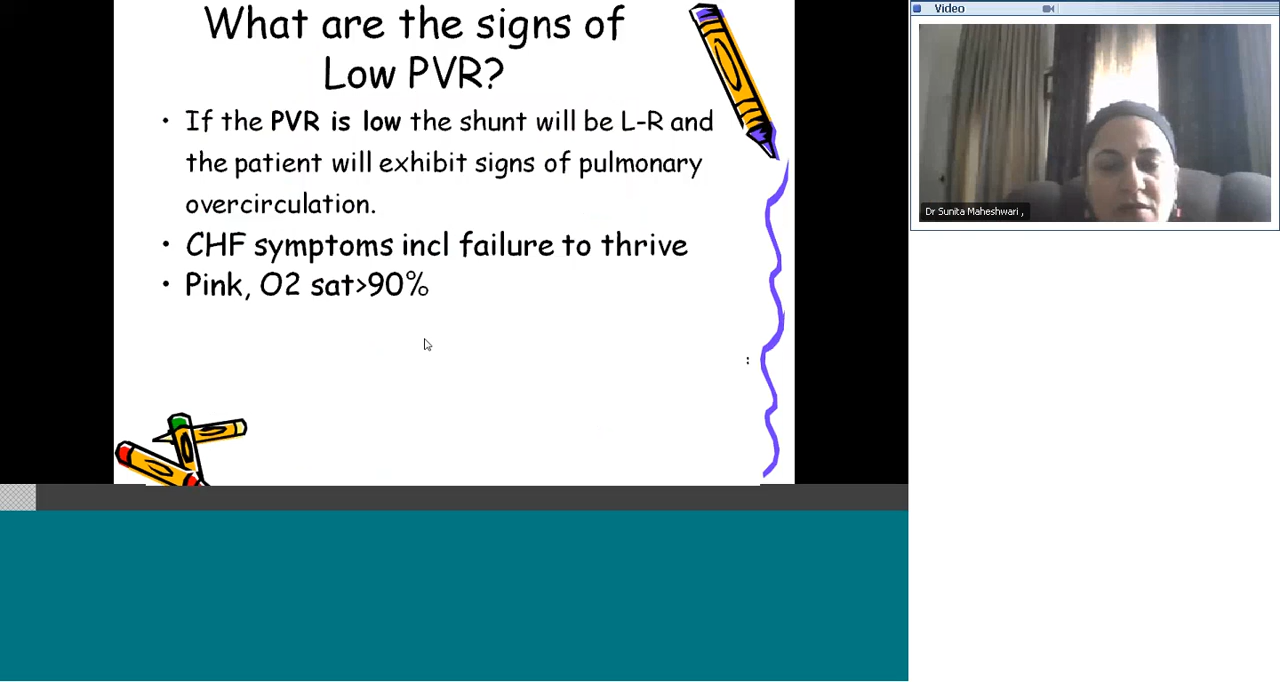 What are the signs of
Low PVR?
• If the PVR is low the shunt will be L-R and
the patient will exhibit signs of pulmonary
overcirculation.
• CHF symptoms incl failure to thrive
• Pink, O2 sat>90%
:
Video
Dr Sunita Maheshwari ,